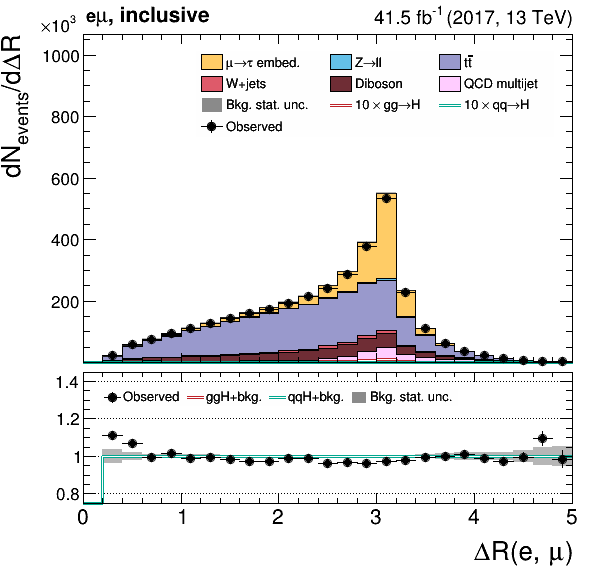 eμ, inclusive 41.5 fb⁻¹ (2017, 13 TeV)
×10³
dN_events/dΔR
1000
800
600
400
200
μ→τ embed. Z→ll tt̄
W+jets Diboson QCD multijet
Bkg. stat. unc. 10 × gg→H 10 × qq→H
Observed
1.4
1.2
1
0.8
Observed ggH+bkg. qqH+bkg. Bkg. stat. unc.
0 1 2 3 4 5
ΔR(e, μ)